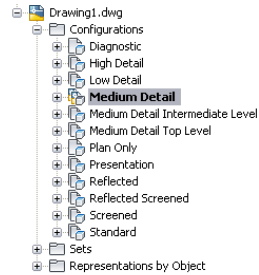 Drawing1.dwg
Configurations
Diagnostic
High Detail
Low Detail
Medium Detail
Medium Detail Intermediate Level
Medium Detail Top Level
Plan Only
Presentation
Reflected
Reflected Screened
Screened
Standard
Sets
Representations by Object